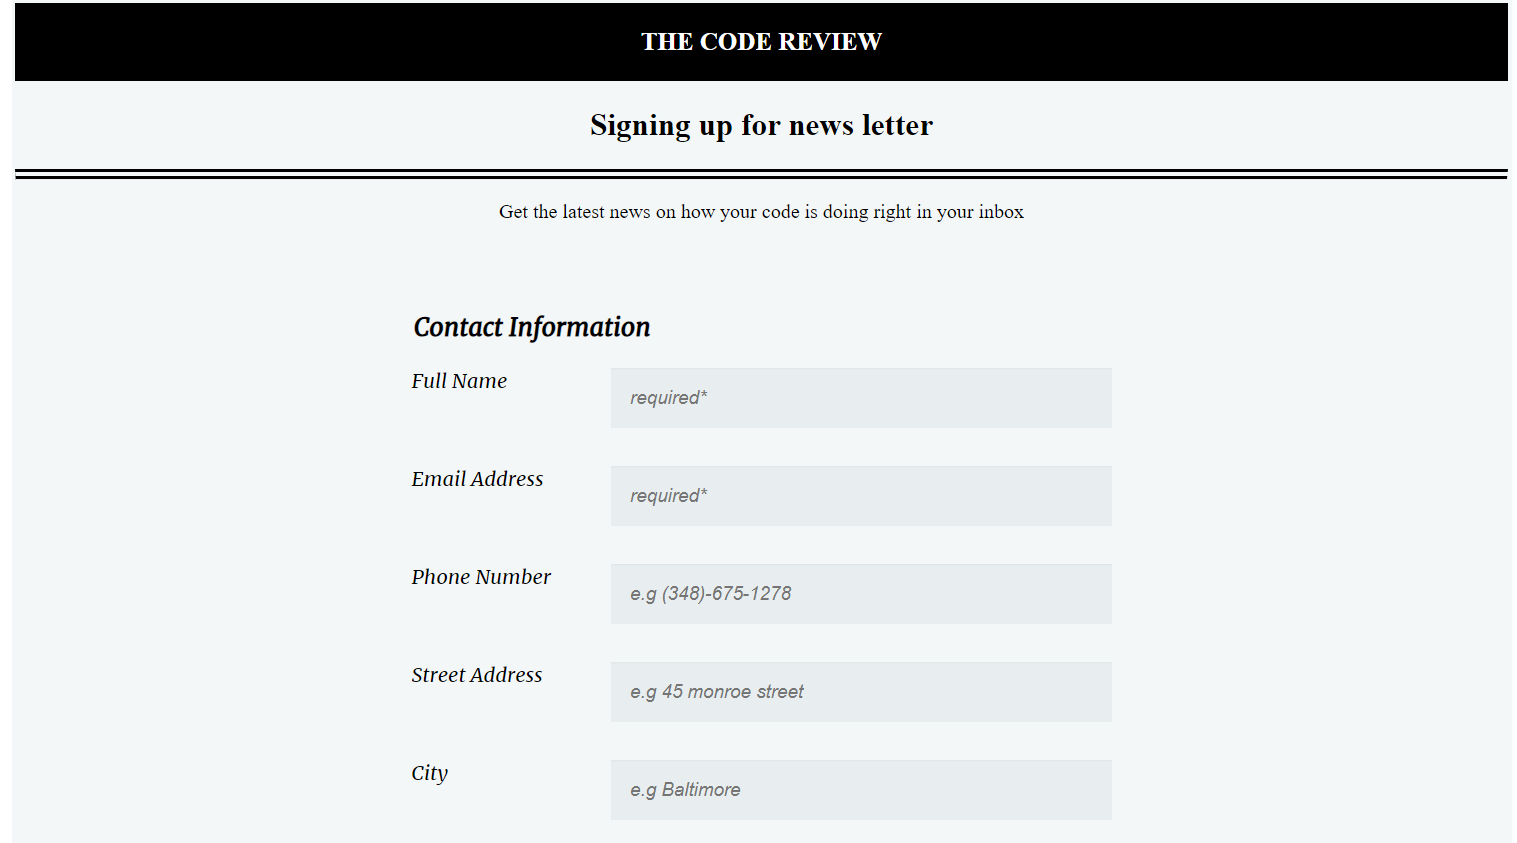 THE CODE REVIEW
Signing up for news letter
Get the latest news on how your code is doing right in your inbox
Contact Information
Full Name
required*
Email Address
required*
Phone Number
e.g (348)-675-1278
Street Address
e.g 45 monroe street
City
e.g Baltimore